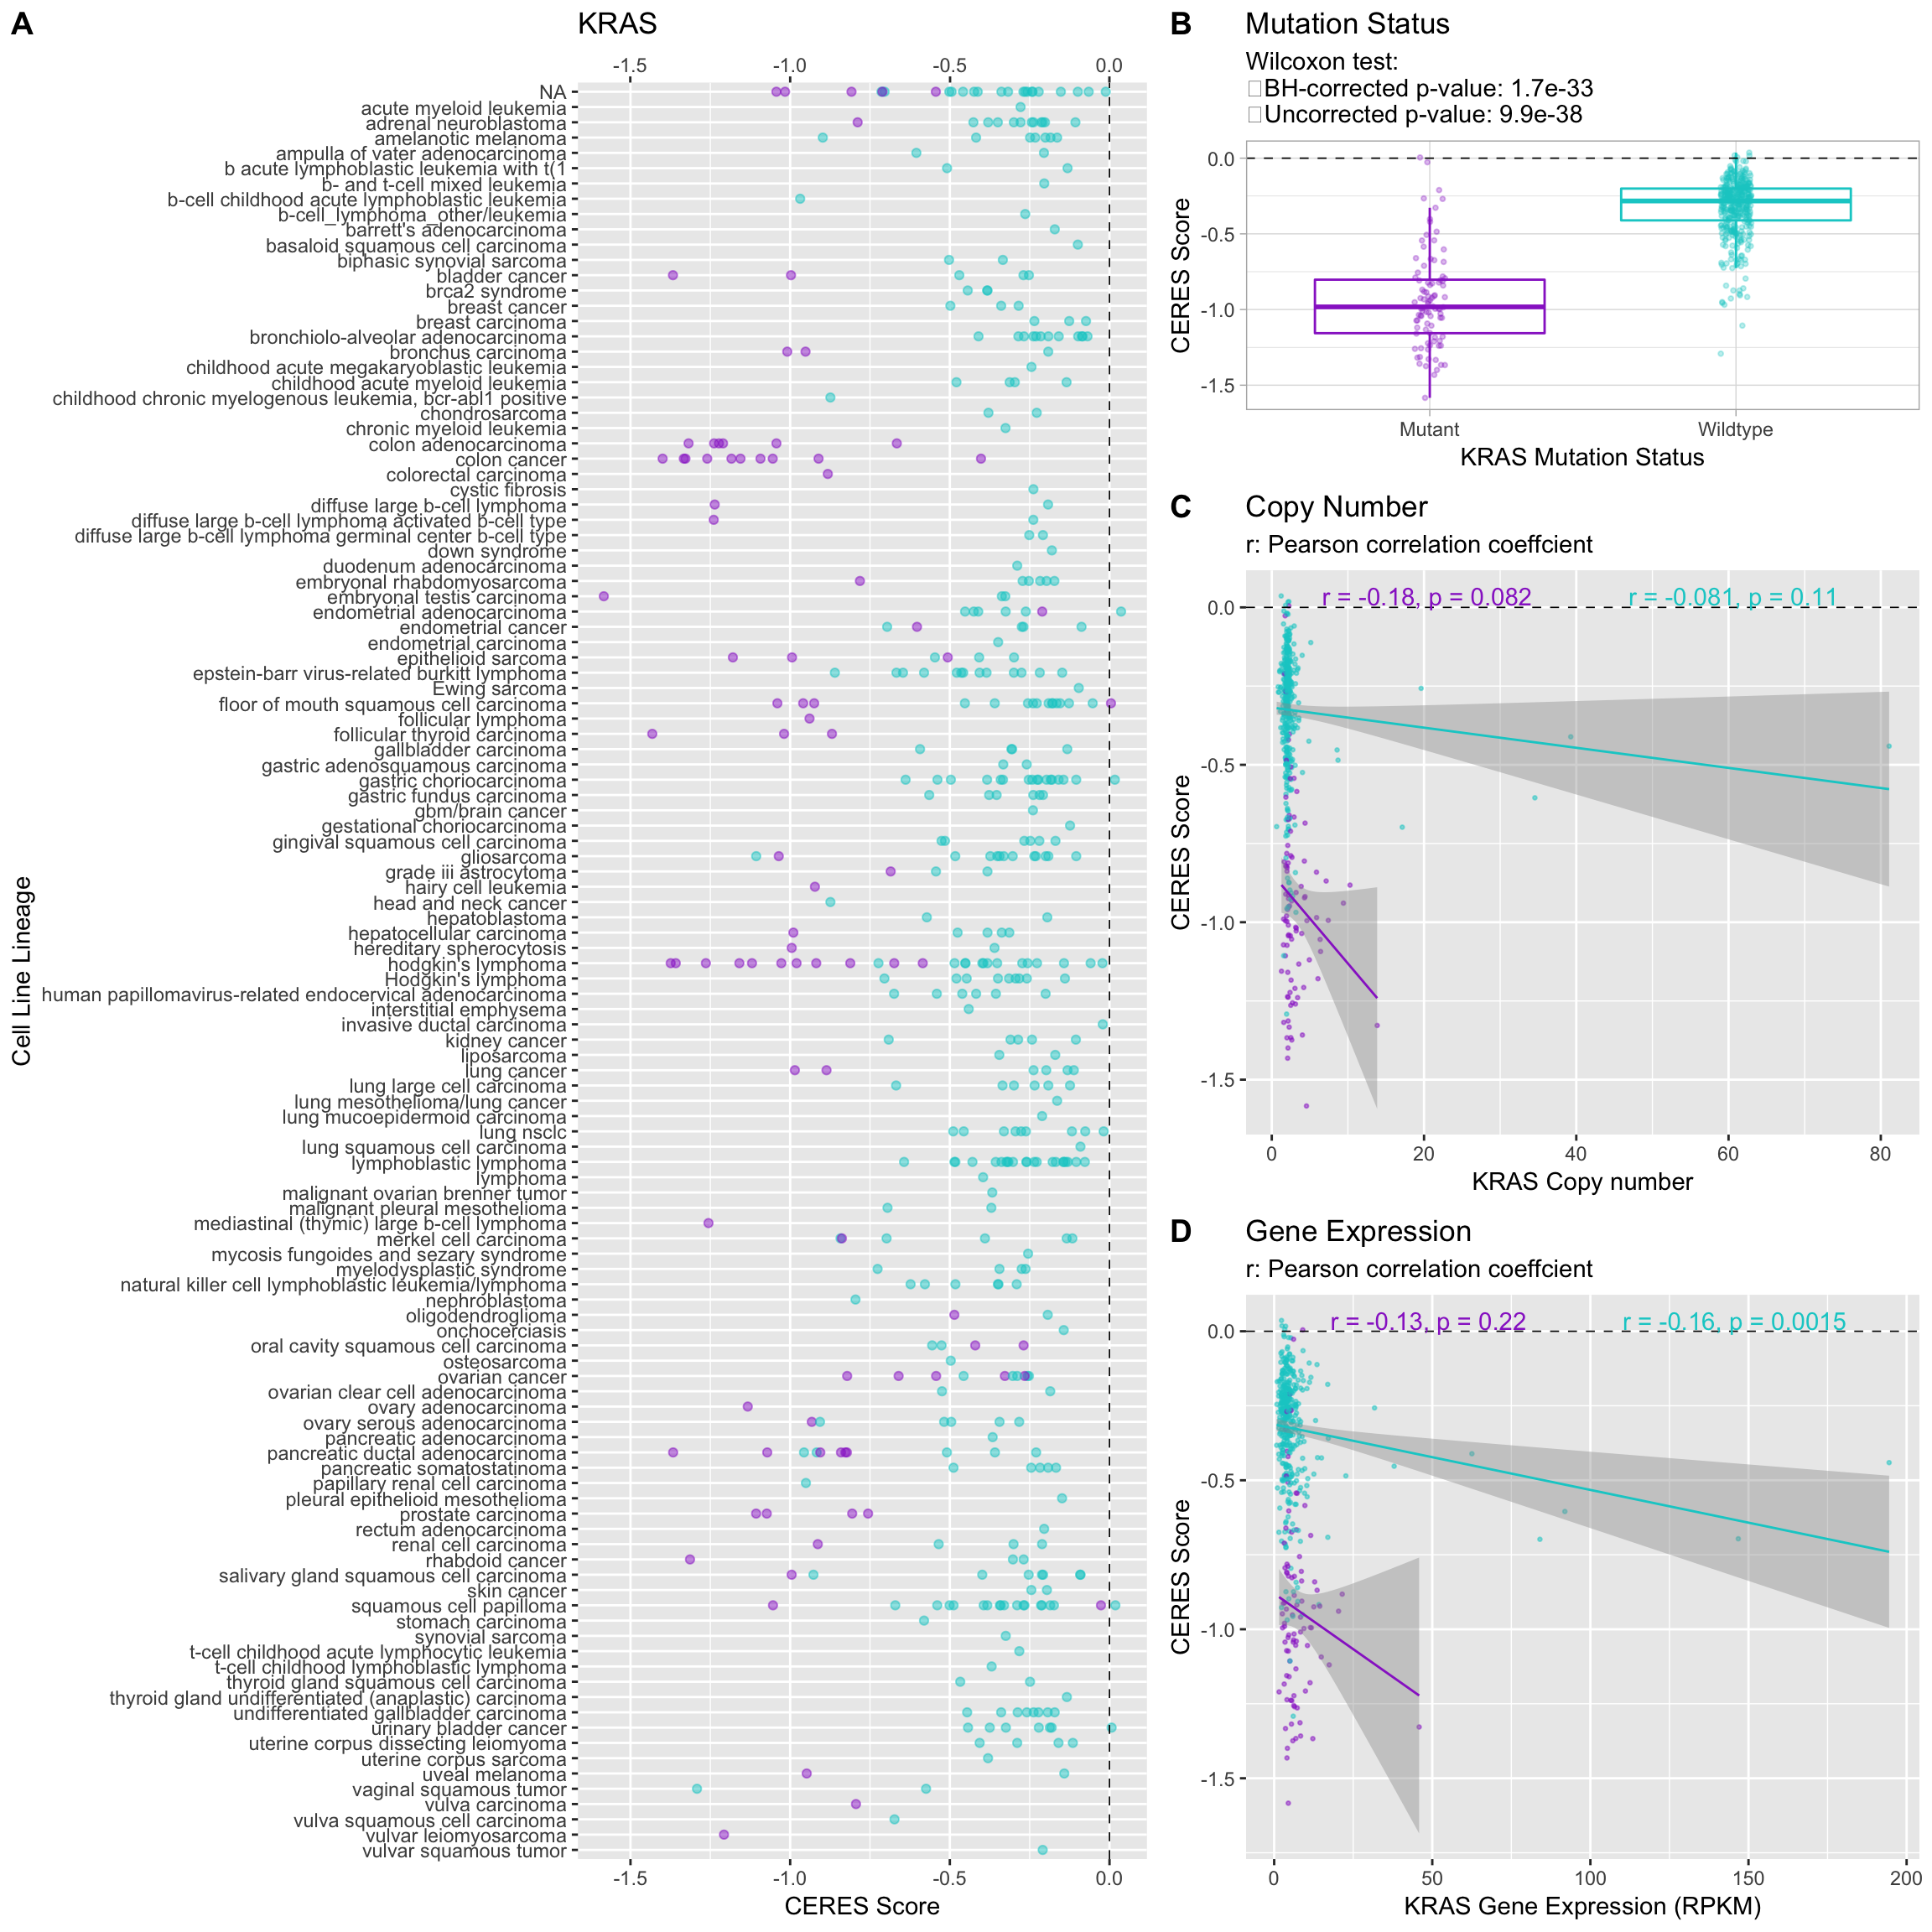 A
KRAS
-1.5 -1.0 -0.5 0.0
NA
acute myeloid leukemia
adrenal neuroblastoma
amelanotic melanoma
ampulla of vater adenocarcinoma
b acute lymphoblastic leukemia with t(1
b- and t-cell mixed leukemia
b-cell childhood acute lymphoblastic leukemia
b-cell_lymphoma_other/leukemia
barrett's adenocarcinoma
basaloid squamous cell carcinoma
biphasic synovial sarcoma
bladder cancer
brca2 syndrome
breast cancer
breast carcinoma
bronchiolo-alveolar adenocarcinoma
bronchus carcinoma
childhood acute megakaryoblastic leukemia
childhood acute myeloid leukemia
childhood chronic myelogenous leukemia, bcr-abl1 positive
chondrosarcoma
chronic myeloid leukemia
colon adenocarcinoma
colon cancer
colorectal carcinoma
cystic fibrosis
diffuse large b-cell lymphoma
diffuse large b-cell lymphoma activated b-cell type
diffuse large b-cell lymphoma germinal center b-cell type
down syndrome
duodenum adenocarcinoma
embryonal rhabdomyosarcoma
embryonal testis carcinoma
endometrial adenocarcinoma
endometrial cancer
endometrial carcinoma
epithelioid sarcoma
epstein-barr virus-related burkitt lymphoma
Ewing sarcoma
floor of mouth squamous cell carcinoma
follicular lymphoma
follicular thyroid carcinoma
gallbladder carcinoma
gastric adenosquamous carcinoma
gastric choriocarcinoma
gastric fundus carcinoma
gbm/brain cancer
gestational choriocarcinoma
gingival squamous cell carcinoma
gliosarcoma
grade iii astrocytoma
hairy cell leukemia
head and neck cancer
hepatoblastoma
hepatocellular carcinoma
hereditary spherocytosis
hodgkin's lymphoma
Hodgkin's lymphoma
human papillomavirus-related endocervical adenocarcinoma
interstitial emphysema
invasive ductal carcinoma
kidney cancer
liposarcoma
lung cancer
lung large cell carcinoma
lung mesothelioma/lung cancer
lung mucoepidermoid carcinoma
lung nsclc
lung squamous cell carcinoma
lymphoblastic lymphoma
lymphoma
malignant ovarian brenner tumor
malignant pleural mesothelioma
mediastinal (thymic) large b-cell lymphoma
merkel cell carcinoma
mycosis fungoides and sezary syndrome
myelodysplastic syndrome
natural killer cell lymphoblastic leukemia/lymphoma
nephroblastoma
oligodendroglioma
onchocerciasis
oral cavity squamous cell carcinoma
osteosarcoma
ovarian cancer
ovarian clear cell adenocarcinoma
ovary adenocarcinoma
ovary serous adenocarcinoma
pancreatic adenocarcinoma
pancreatic ductal adenocarcinoma
pancreatic somatostatinoma
papillary renal cell carcinoma
pleural epithelioid mesothelioma
prostate carcinoma
rectum adenocarcinoma
renal cell carcinoma
rhabdoid cancer
salivary gland squamous cell carcinoma
skin cancer
squamous cell papilloma
stomach carcinoma
synovial sarcoma
t-cell childhood acute lymphocytic leukemia
t-cell childhood lymphoblastic lymphoma
thyroid gland squamous cell carcinoma
thyroid gland undifferentiated (anaplastic) carcinoma
undifferentiated gallbladder carcinoma
urinary bladder cancer
uterine corpus dissecting leiomyoma
uterine corpus sarcoma
uveal melanoma
vaginal squamous tumor
vulva carcinoma
vulva squamous cell carcinoma
vulvar leiomyosarcoma
vulvar squamous tumor
-1.5 -1.0 -0.5 0.0
CERES Score
Cell Line Lineage
B
Mutation Status
Wilcoxon test:
BH-corrected p-value: 1.7e-33
Uncorrected p-value: 9.9e-38
0.0
-0.5
-1.0
-1.5
CERES Score
Mutant Wildtype
KRAS Mutation Status
C
Copy Number
r: Pearson correlation coeffcient
r = -0.18, p = 0.082 r = -0.081, p = 0.11
0.0
-0.5
-1.0
-1.5
CERES Score
0 20 40 60 80
KRAS Copy number
D
Gene Expression
r: Pearson correlation coeffcient
r = -0.13, p = 0.22 r = -0.16, p = 0.0015
0.0
-0.5
-1.0
-1.5
CERES Score
0 50 100 150 200
KRAS Gene Expression (RPKM)